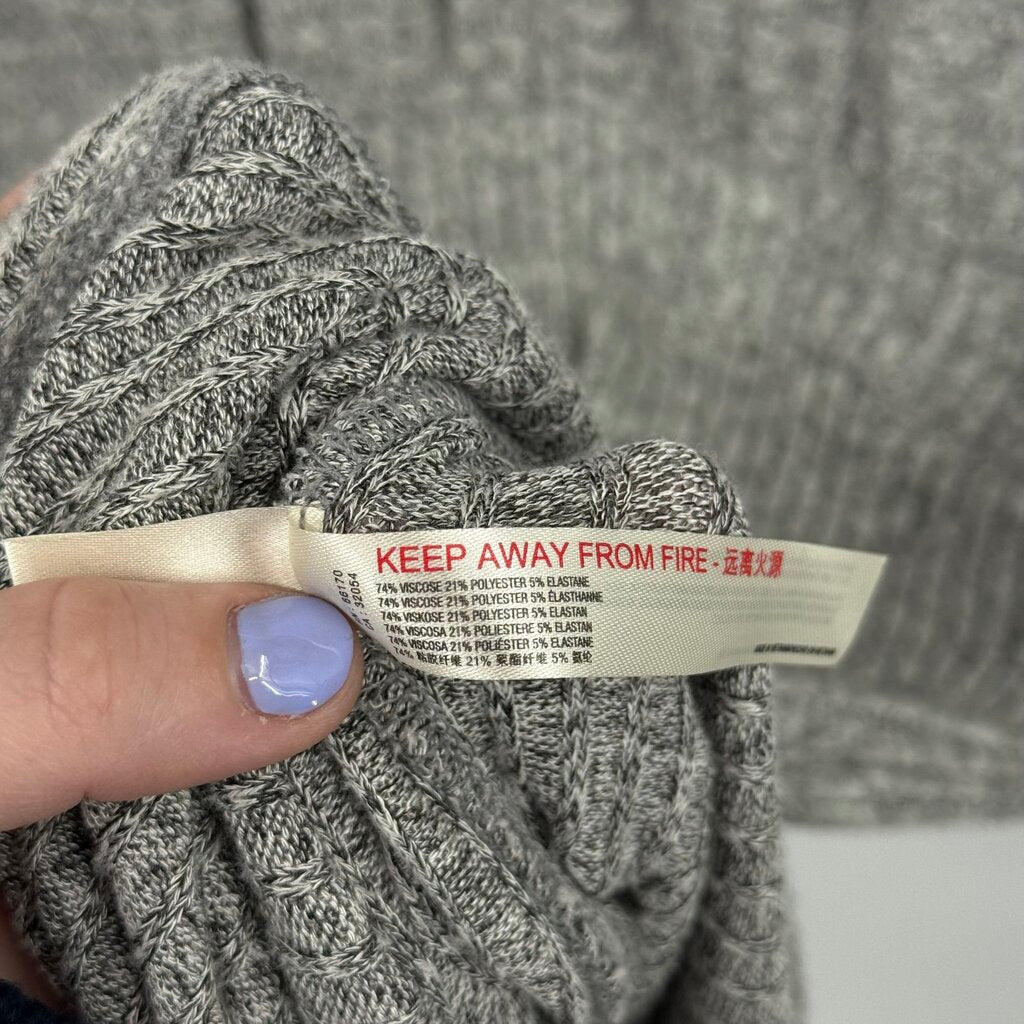 KEEP AWAY FROM FIRE - 远离火源
74% VISCOSE 21% POLYESTER 5% ELASTANE
74% VISCOSE 21% POLYESTER 5% ÉLASTHANNE
74% VISKOSE 21% POLYESTER 5% ELASTAN
74% VISCOSA 21% POLIESTERE 5% ELASTAN
74% VISCOSA 21% POLIÉSTER 5% ELASTANE
74% 粘胶纤维 21% 聚酯纤维 5% 氨纶
32054